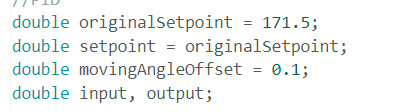 //PID
double originalSetpoint = 171.5;
double setpoint = originalSetpoint;
double movingAngleOffset = 0.1;
double input, output;